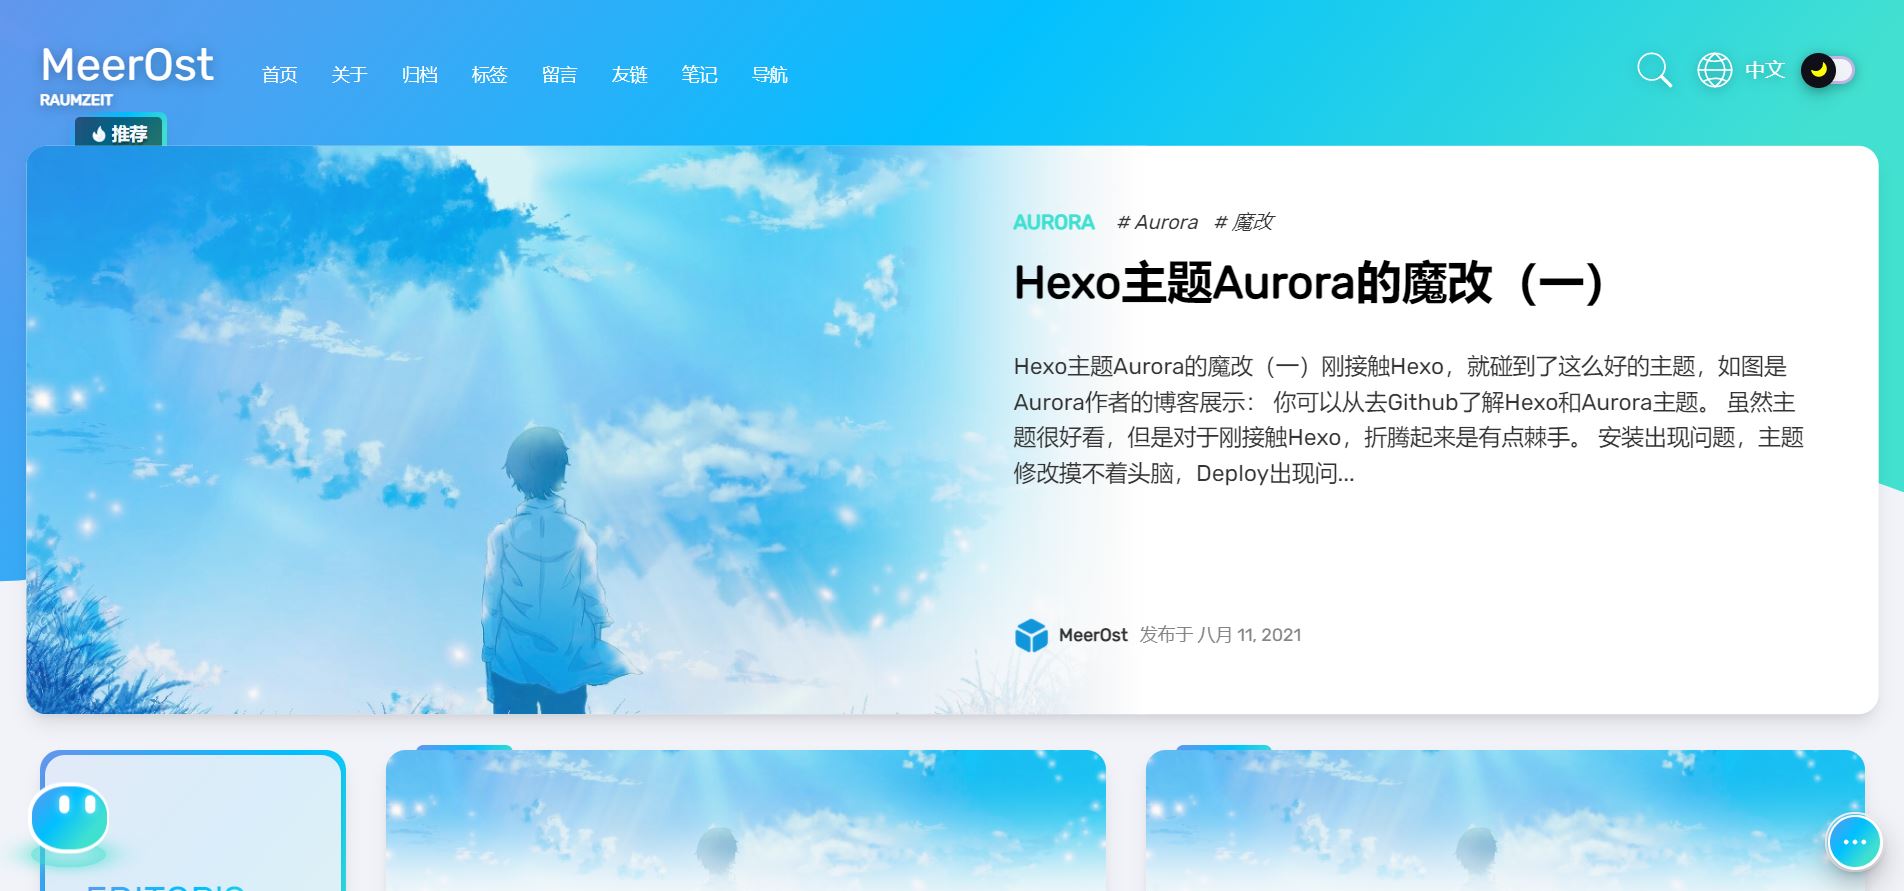 MeerOst
RAUMZEIT
首页 关于 归档 标签 留言 友链 笔记 导航
中文
推荐
AURORA # Aurora # 魔改
Hexo主题Aurora的魔改（一）
Hexo主题Aurora的魔改（一）刚接触Hexo，就碰到了这么好的主题，如图是
Aurora作者的博客展示： 你可以从去Github了解Hexo和Aurora主题。 虽然主
题很好看，但是对于刚接触Hexo，折腾起来是有点棘手。 安装出现问题，主题
修改摸不着头脑，Deploy出现问...
MeerOst 发布于 八月 11, 2021
EDITOR'S